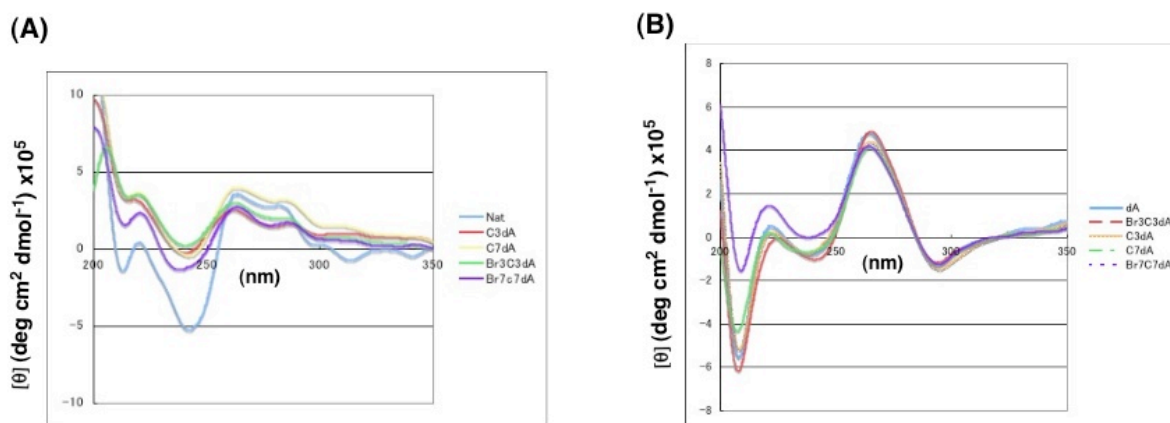 (A)
[θ] (deg cm² dmol⁻¹) x10⁵
10
5
0
−5
−10
200
250
300
350
(nm)
Nat
C3dA
C7dA
Br3C3dA
Br7c7dA
(B)
[θ] (deg cm² dmol⁻¹) x10⁵
8
6
4
2
0
−2
−4
−6
−8
200
250
300
350
(nm)
dA
Br3C3dA
C3dA
C7dA
Br7C7dA